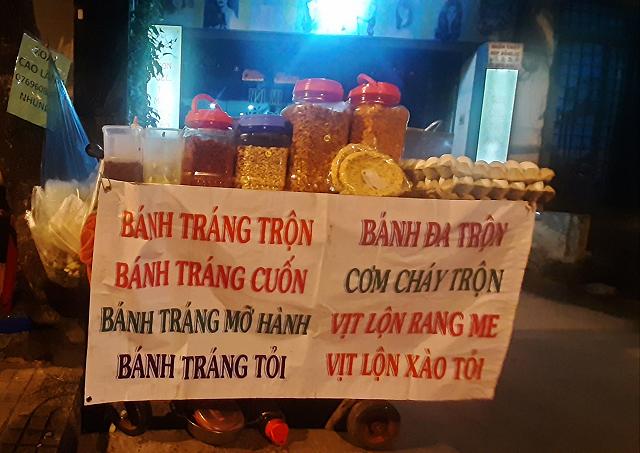 BÁNH TRÁNG TRỘN
BÁNH TRÁNG CUỐN
BÁNH TRÁNG MỠ HÀNH
BÁNH TRÁNG TỎI
BÁNH ĐA TRỘN
CƠM CHÁY TRỘN
VỊT LỘN RANG ME
VỊT LỘN XÀO TỎI